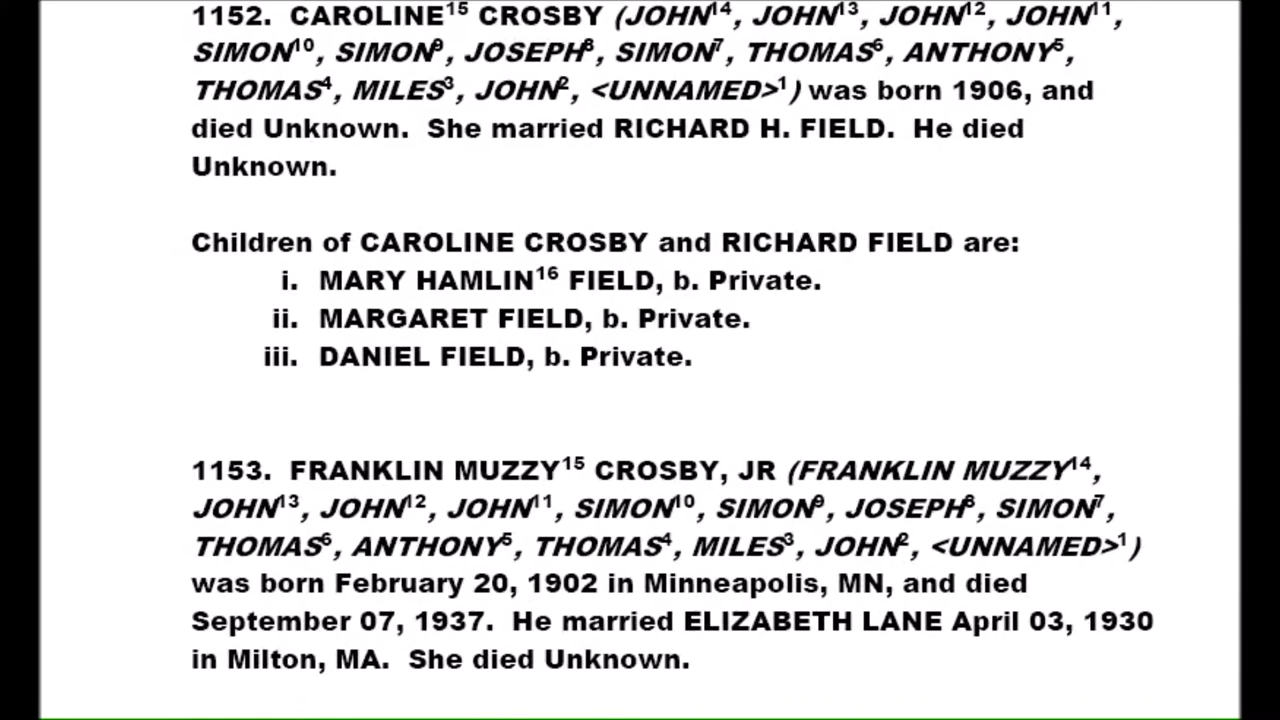 1152. CAROLINE¹⁵ CROSBY (JOHN¹⁴, JOHN¹³, JOHN¹², JOHN¹¹,
SIMON¹⁰, SIMON⁹, JOSEPH⁸, SIMON⁷, THOMAS⁶, ANTHONY⁵,
THOMAS⁴, MILES³, JOHN², <UNNAMED>¹) was born 1906, and
died Unknown. She married RICHARD H. FIELD. He died
Unknown.
Children of CAROLINE CROSBY and RICHARD FIELD are:
i. MARY HAMLIN¹⁶ FIELD, b. Private.
ii. MARGARET FIELD, b. Private.
iii. DANIEL FIELD, b. Private.
1153. FRANKLIN MUZZY¹⁵ CROSBY, JR (FRANKLIN MUZZY¹⁴,
JOHN¹³, JOHN¹², JOHN¹¹, SIMON¹⁰, SIMON⁹, JOSEPH⁸, SIMON⁷,
THOMAS⁶, ANTHONY⁵, THOMAS⁴, MILES³, JOHN², <UNNAMED>¹)
was born February 20, 1902 in Minneapolis, MN, and died
September 07, 1937. He married ELIZABETH LANE April 03, 1930
in Milton, MA. She died Unknown.